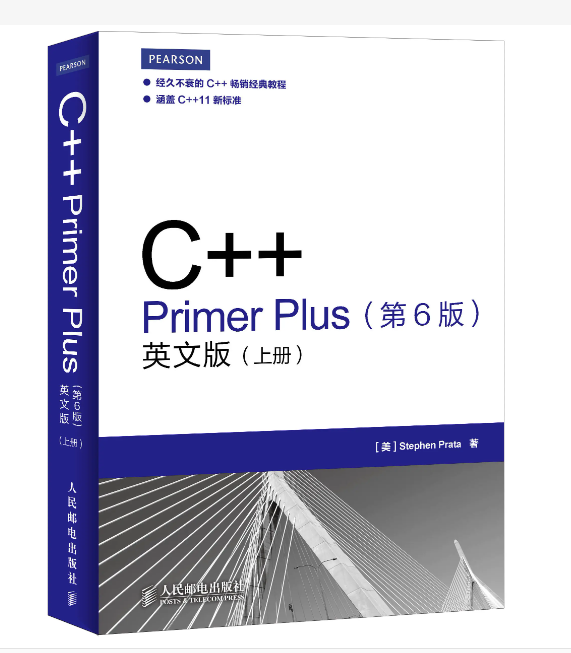 PEARSON
C++ Primer Plus
（第6版）
英文版
（上册）
人民邮电出版社
PEARSON
● 经久不衰的 C++ 畅销经典教程
● 涵盖 C++11 新标准
C++
Primer Plus（第6版）
英文版（上册）
[ 美 ] Stephen Prata 著
人民邮电出版社
POSTS & TELECOM PRESS